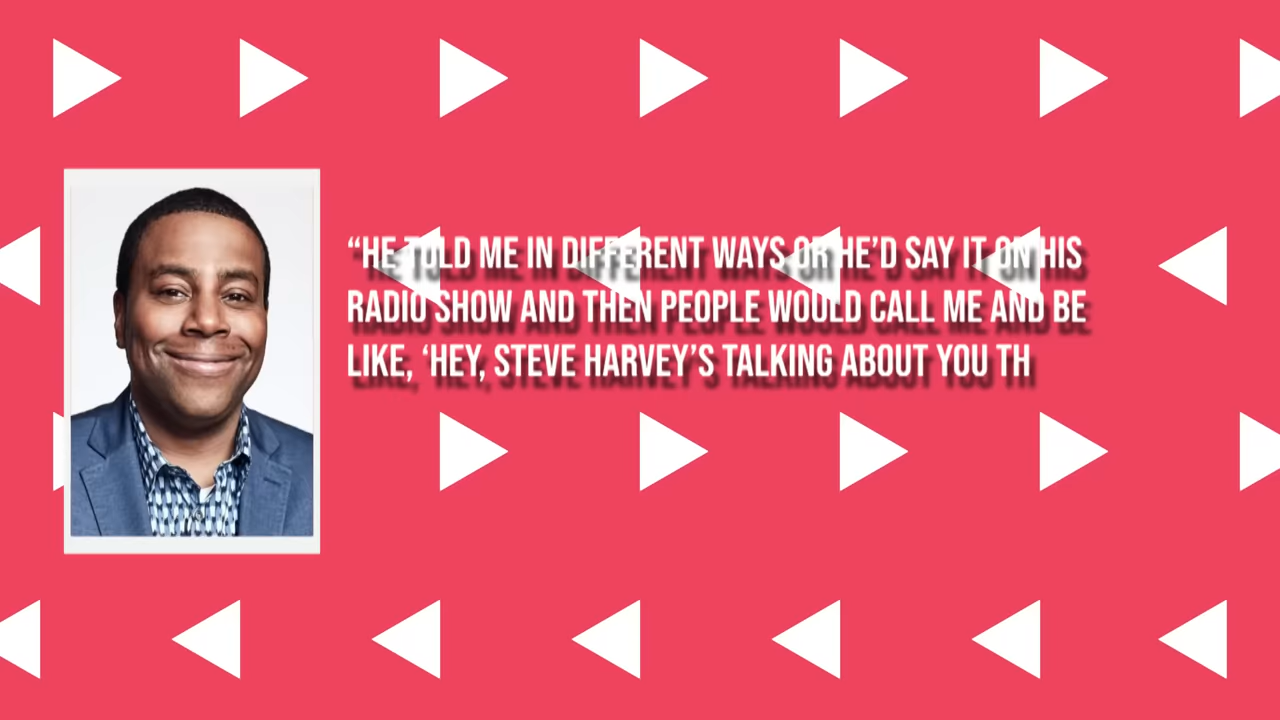 “HE TOLD ME IN DIFFERENT WAYS OR HE’D SAY IT ON HIS
RADIO SHOW AND THEN PEOPLE WOULD CALL ME AND BE
LIKE, ‘HEY, STEVE HARVEY’S TALKING ABOUT YOU TH